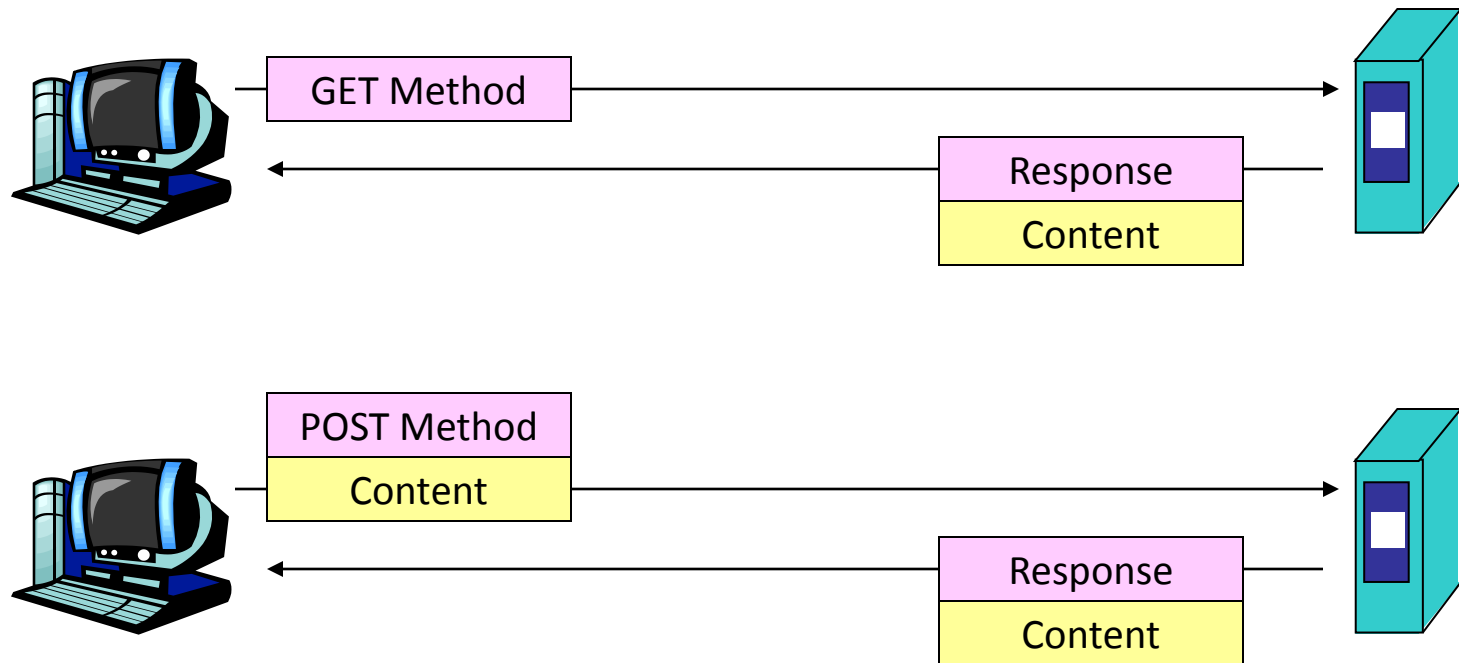 GET Method
Response
Content
POST Method
Content
Response
Content